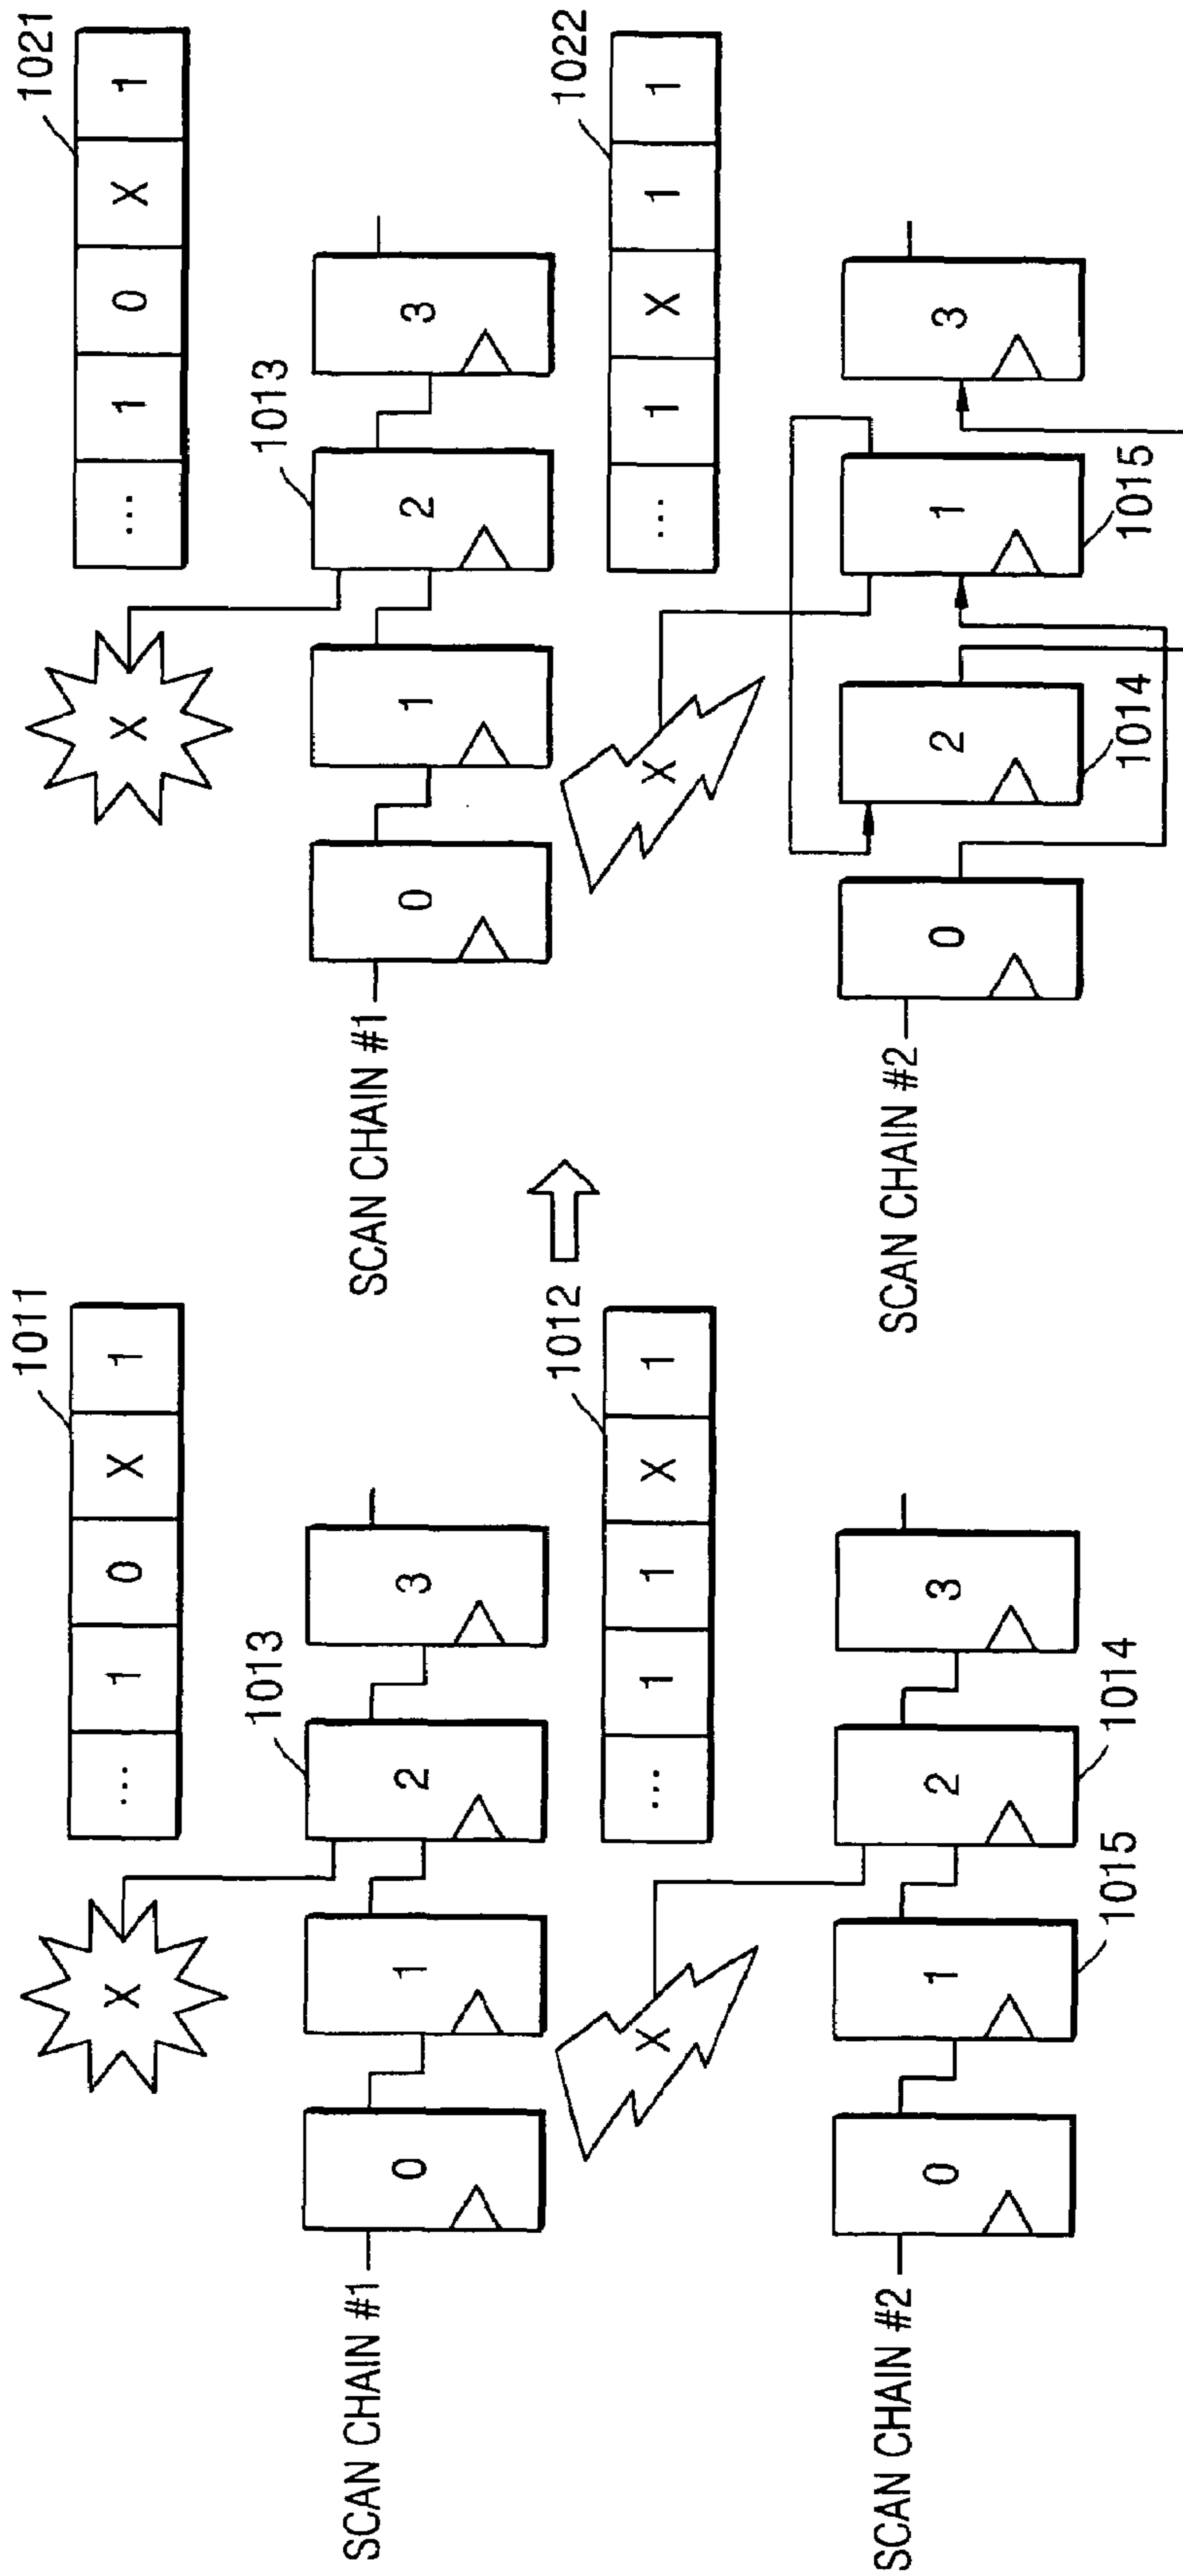 1011
... 1 0 X 1
X
1013
0 1 2 3
SCAN CHAIN #1
1012
... 1 1 X 1
X
0 1 2 3
SCAN CHAIN #2
1015 1014
1021
... 1 0 X 1
X
1013
0 1 2 3
SCAN CHAIN #1
1022
... 1 X 1 1
X
0 2 1 3
SCAN CHAIN #2
1014 1015